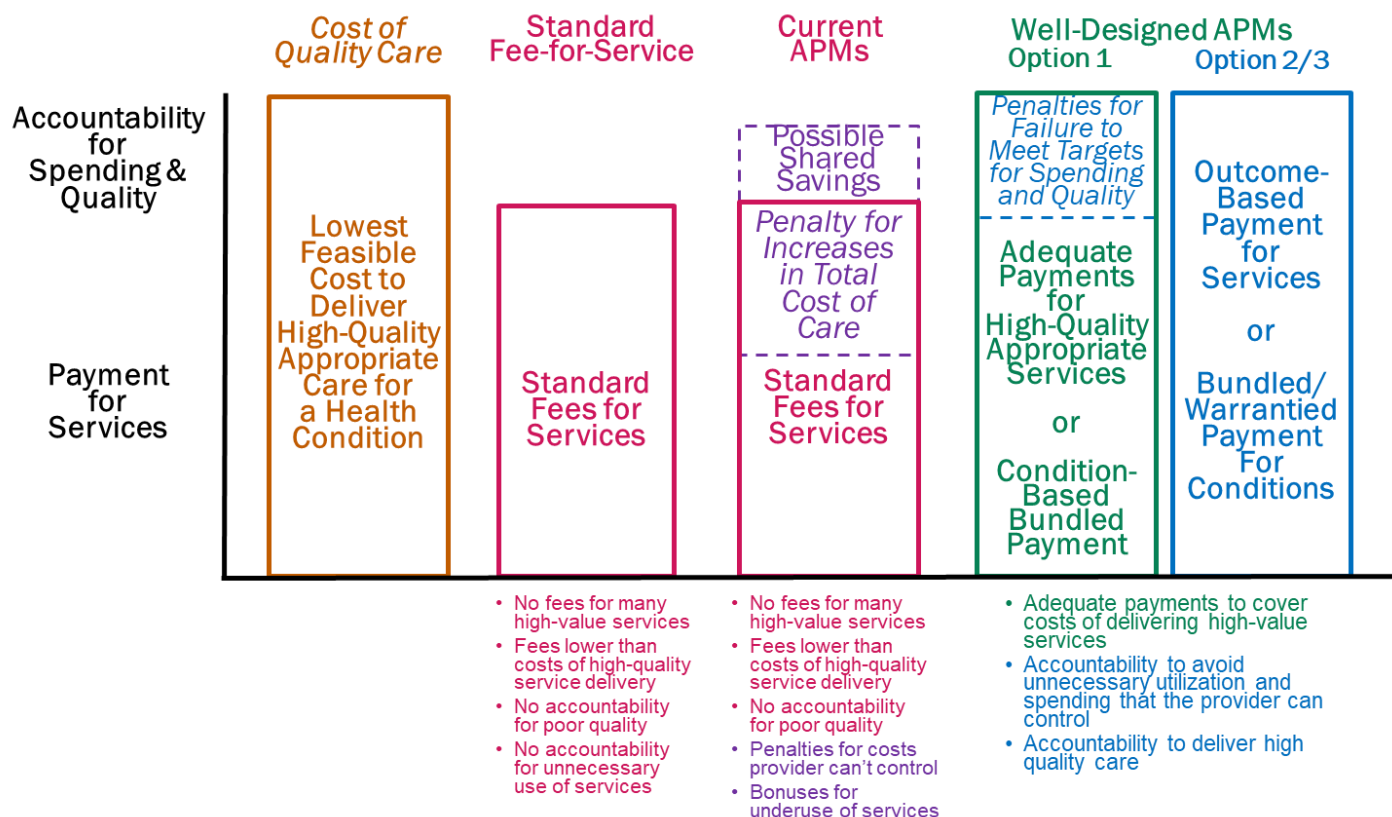 Cost of
Quality Care
Standard
Fee-for-Service
Current
APMs
Well-Designed APMs
Option 1
Option 2/3
Accountability
for
Spending &
Quality
Payment
for
Services
Lowest
Feasible
Cost to
Deliver
High-Quality
Appropriate
Care for
a Health
Condition
Standard
Fees for
Services
Possible
Shared
Savings
Penalty for
Increases
in Total
Cost of
Care
Standard
Fees for
Services
Penalties for
Failure to
Meet Targets
for Spending
and Quality
Adequate
Payments
for
High-Quality
Appropriate
Services
or
Condition-
Based
Bundled
Payment
Outcome-
Based
Payment
for
Services
or
Bundled/
Warrantied
Payment
For
Conditions
• No fees for many
high-value services
• Fees lower than
costs of high-quality
service delivery
• No accountability
for poor quality
• No accountability
for unnecessary
use of services
• No fees for many
high-value services
• Fees lower than
costs of high-quality
service delivery
• No accountability
for poor quality
• Penalties for costs
provider can't control
• Bonuses for
underuse of services
• Adequate payments to cover
costs of delivering high-value
services
• Accountability to avoid
unnecessary utilization and
spending that the provider can
control
• Accountability to deliver high
quality care